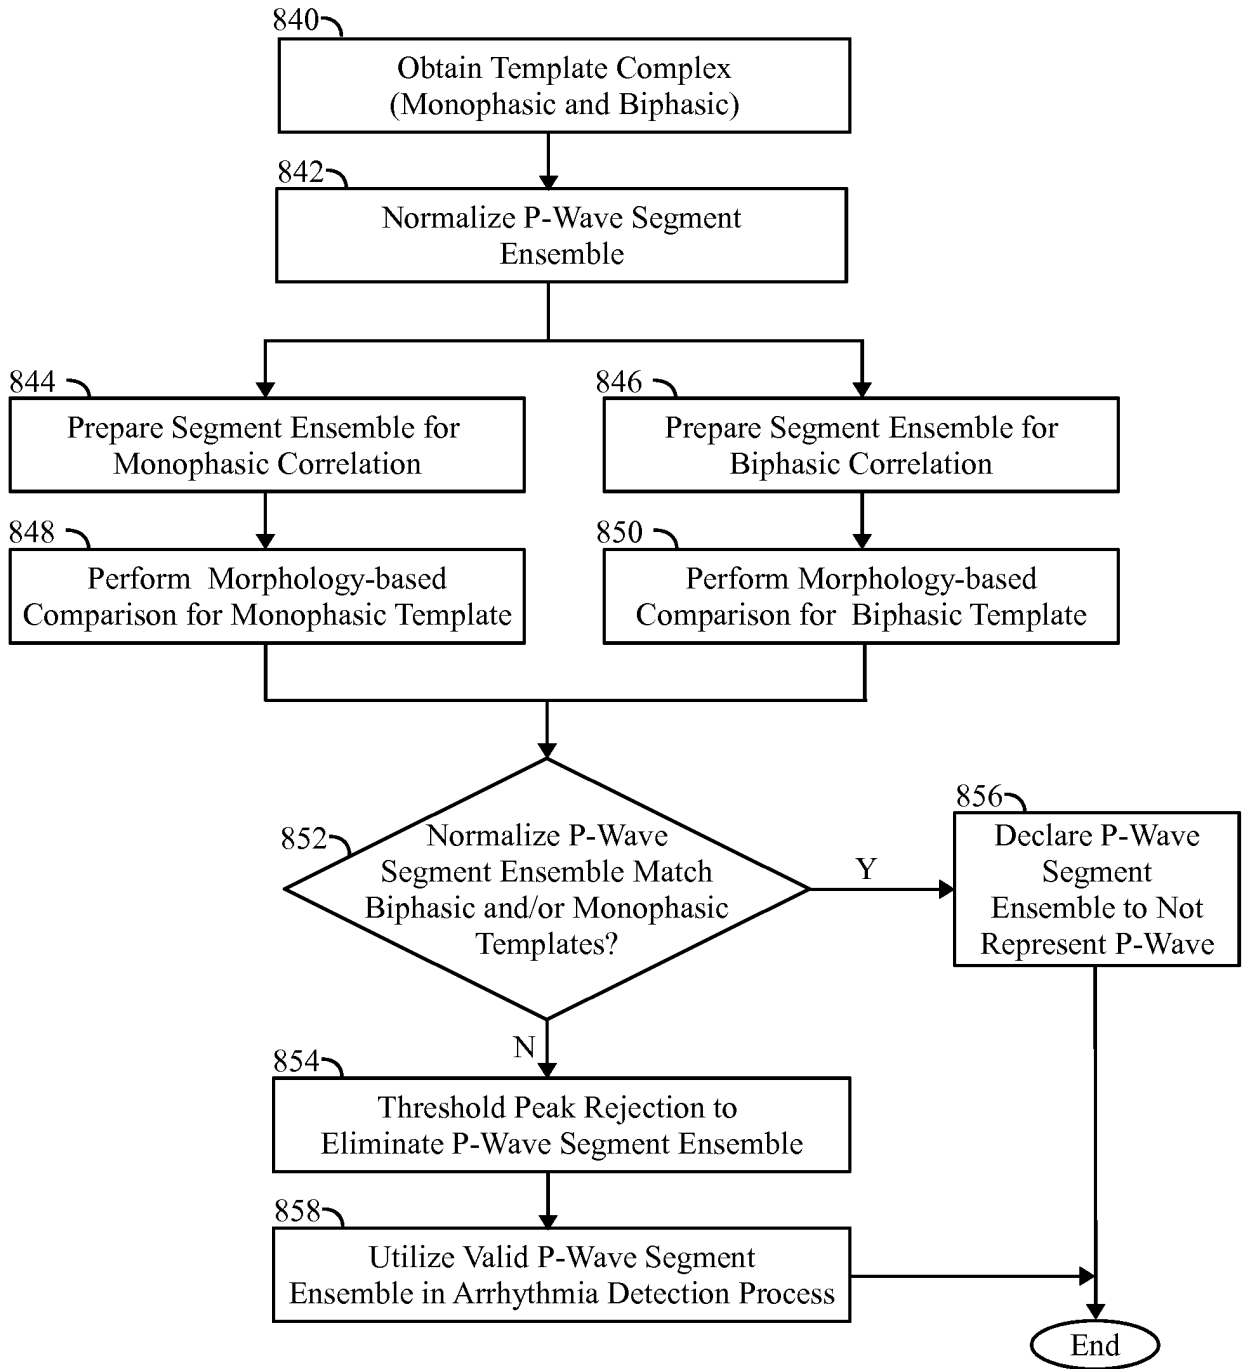 840
Obtain Template Complex
(Monophasic and Biphasic)
842
Normalize P-Wave Segment
Ensemble
844
Prepare Segment Ensemble for
Monophasic Correlation
846
Prepare Segment Ensemble for
Biphasic Correlation
848
Perform Morphology-based
Comparison for Monophasic Template
850
Perform Morphology-based
Comparison for Biphasic Template
852
Normalize P-Wave
Segment Ensemble Match
Biphasic and/or Monophasic
Templates?
Y
856
Declare P-Wave
Segment
Ensemble to Not
Represent P-Wave
N
854
Threshold Peak Rejection to
Eliminate P-Wave Segment Ensemble
858
Utilize Valid P-Wave Segment
Ensemble in Arrhythmia Detection Process
End